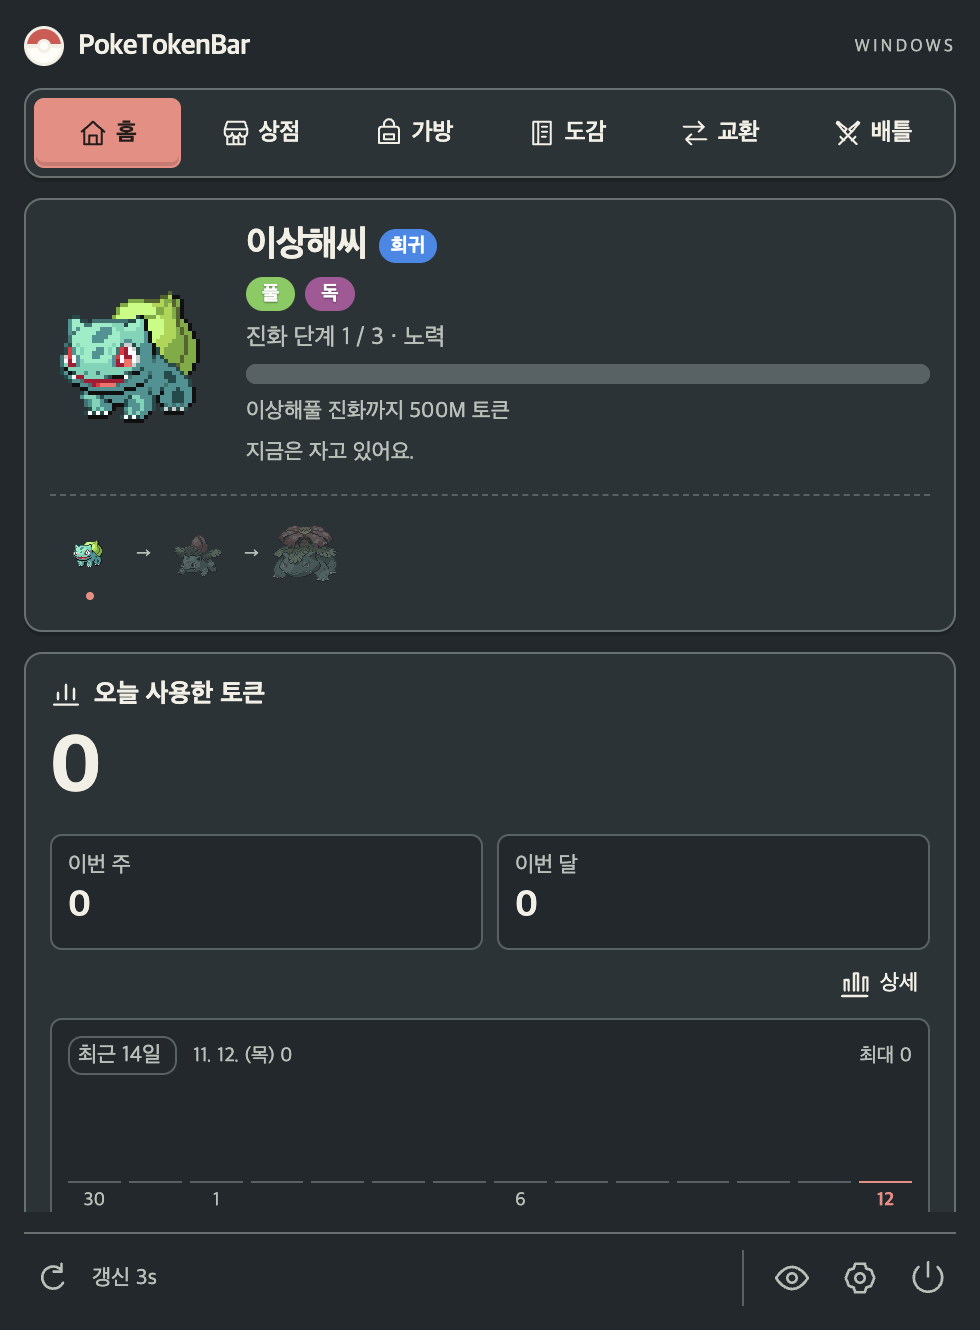 PokeTokenBar
WINDOWS
홈 상점 가방 도감 교환 배틀
이상해씨 희귀
풀 독
진화 단계 1 / 3 · 노력
이상해풀 진화까지 500M 토큰
지금은 자고 있어요.
→ →
오늘 사용한 토큰
0
이번 주
0
이번 달
0
상세
최근 14일 11. 12. (목) 0 최대 0
30 1 6 12
갱신 3s